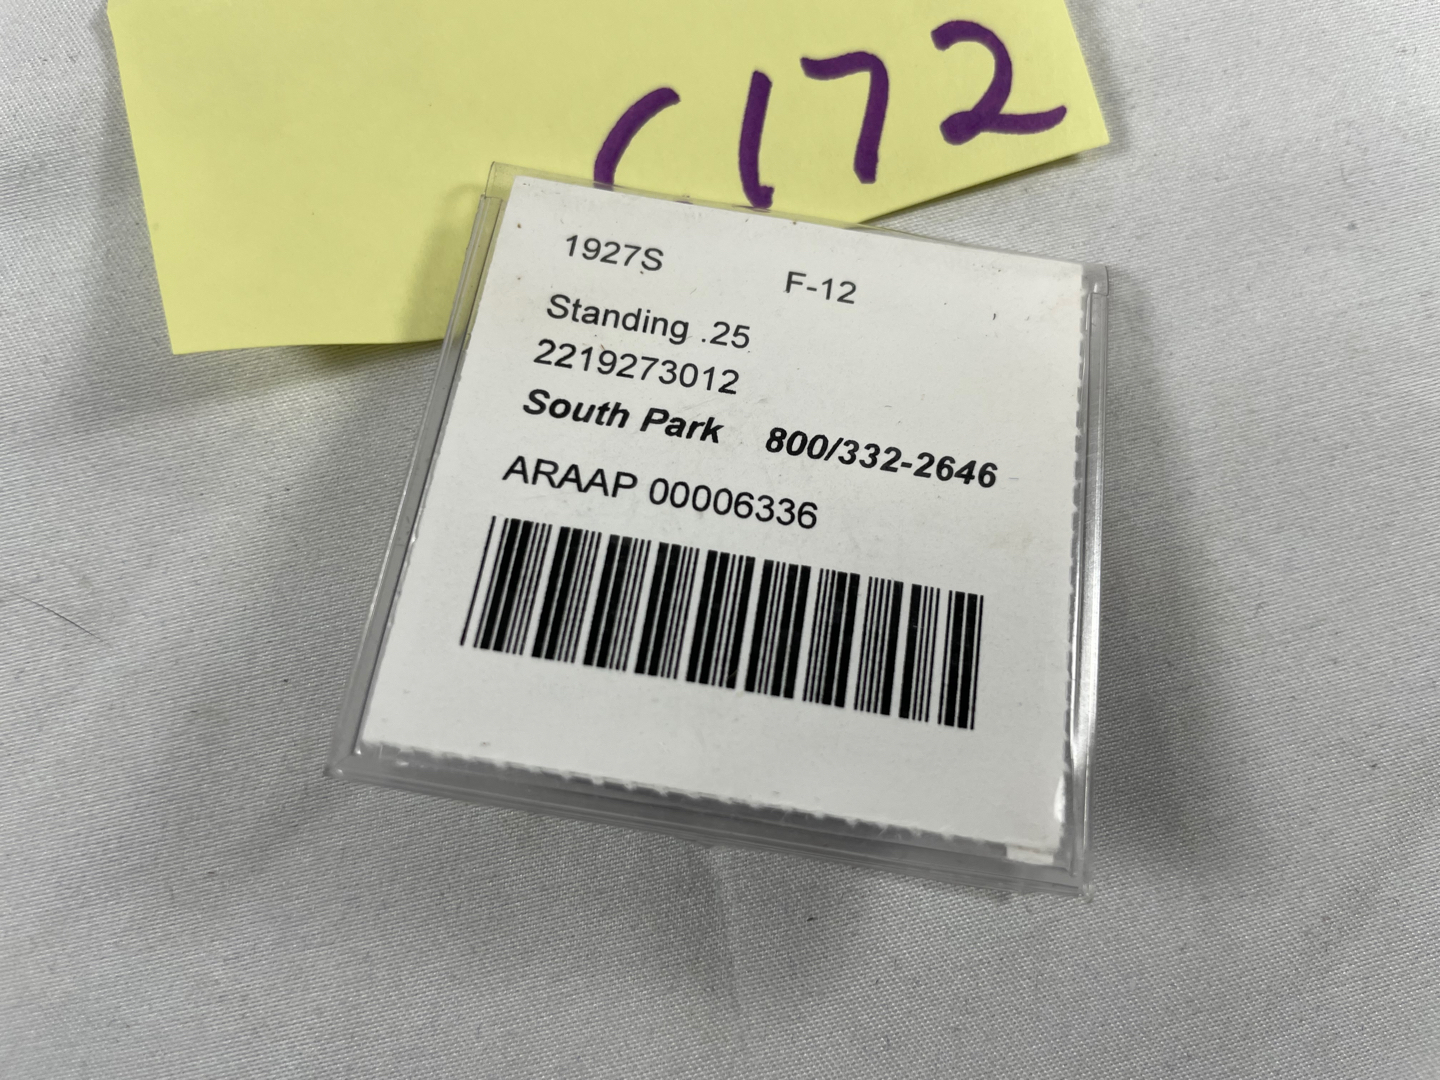 C172
1927S F-12
Standing .25
2219273012
South Park 800/332-2646
ARAAP 00006336